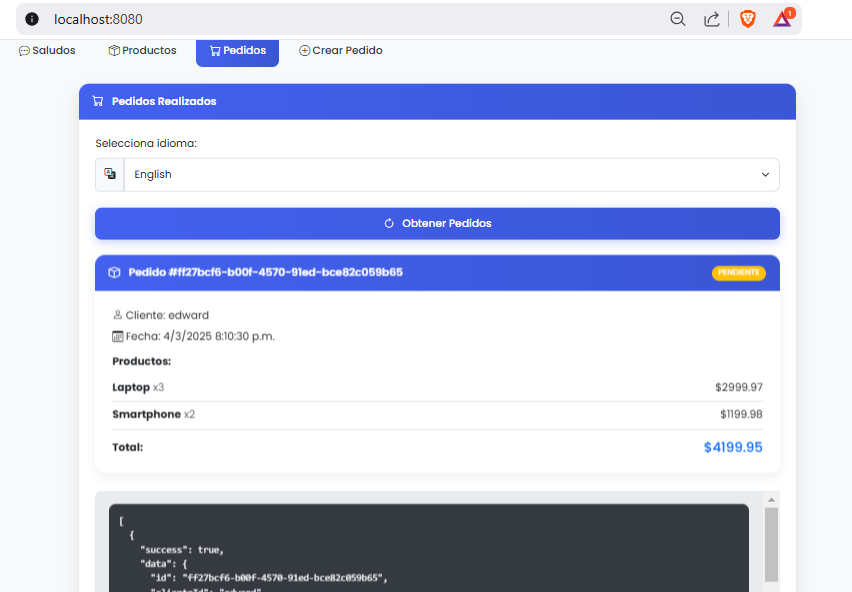 localhost:8080
1
Saludos Productos Pedidos Crear Pedido
Pedidos Realizados
Selecciona idioma:
English
Obtener Pedidos
Pedido #ff27bcf6-b00f-4570-91ed-bce82c059b65 PENDIENTE
Cliente: edward
Fecha: 4/3/2025 8:10:30 p.m.
Productos:
Laptop x3 $2999.97
Smartphone x2 $1199.98
Total: $4199.95
[
{
"success": true,
"data": {
"id": "ff27bcf6-b00f-4570-91ed-bce82c059b65",